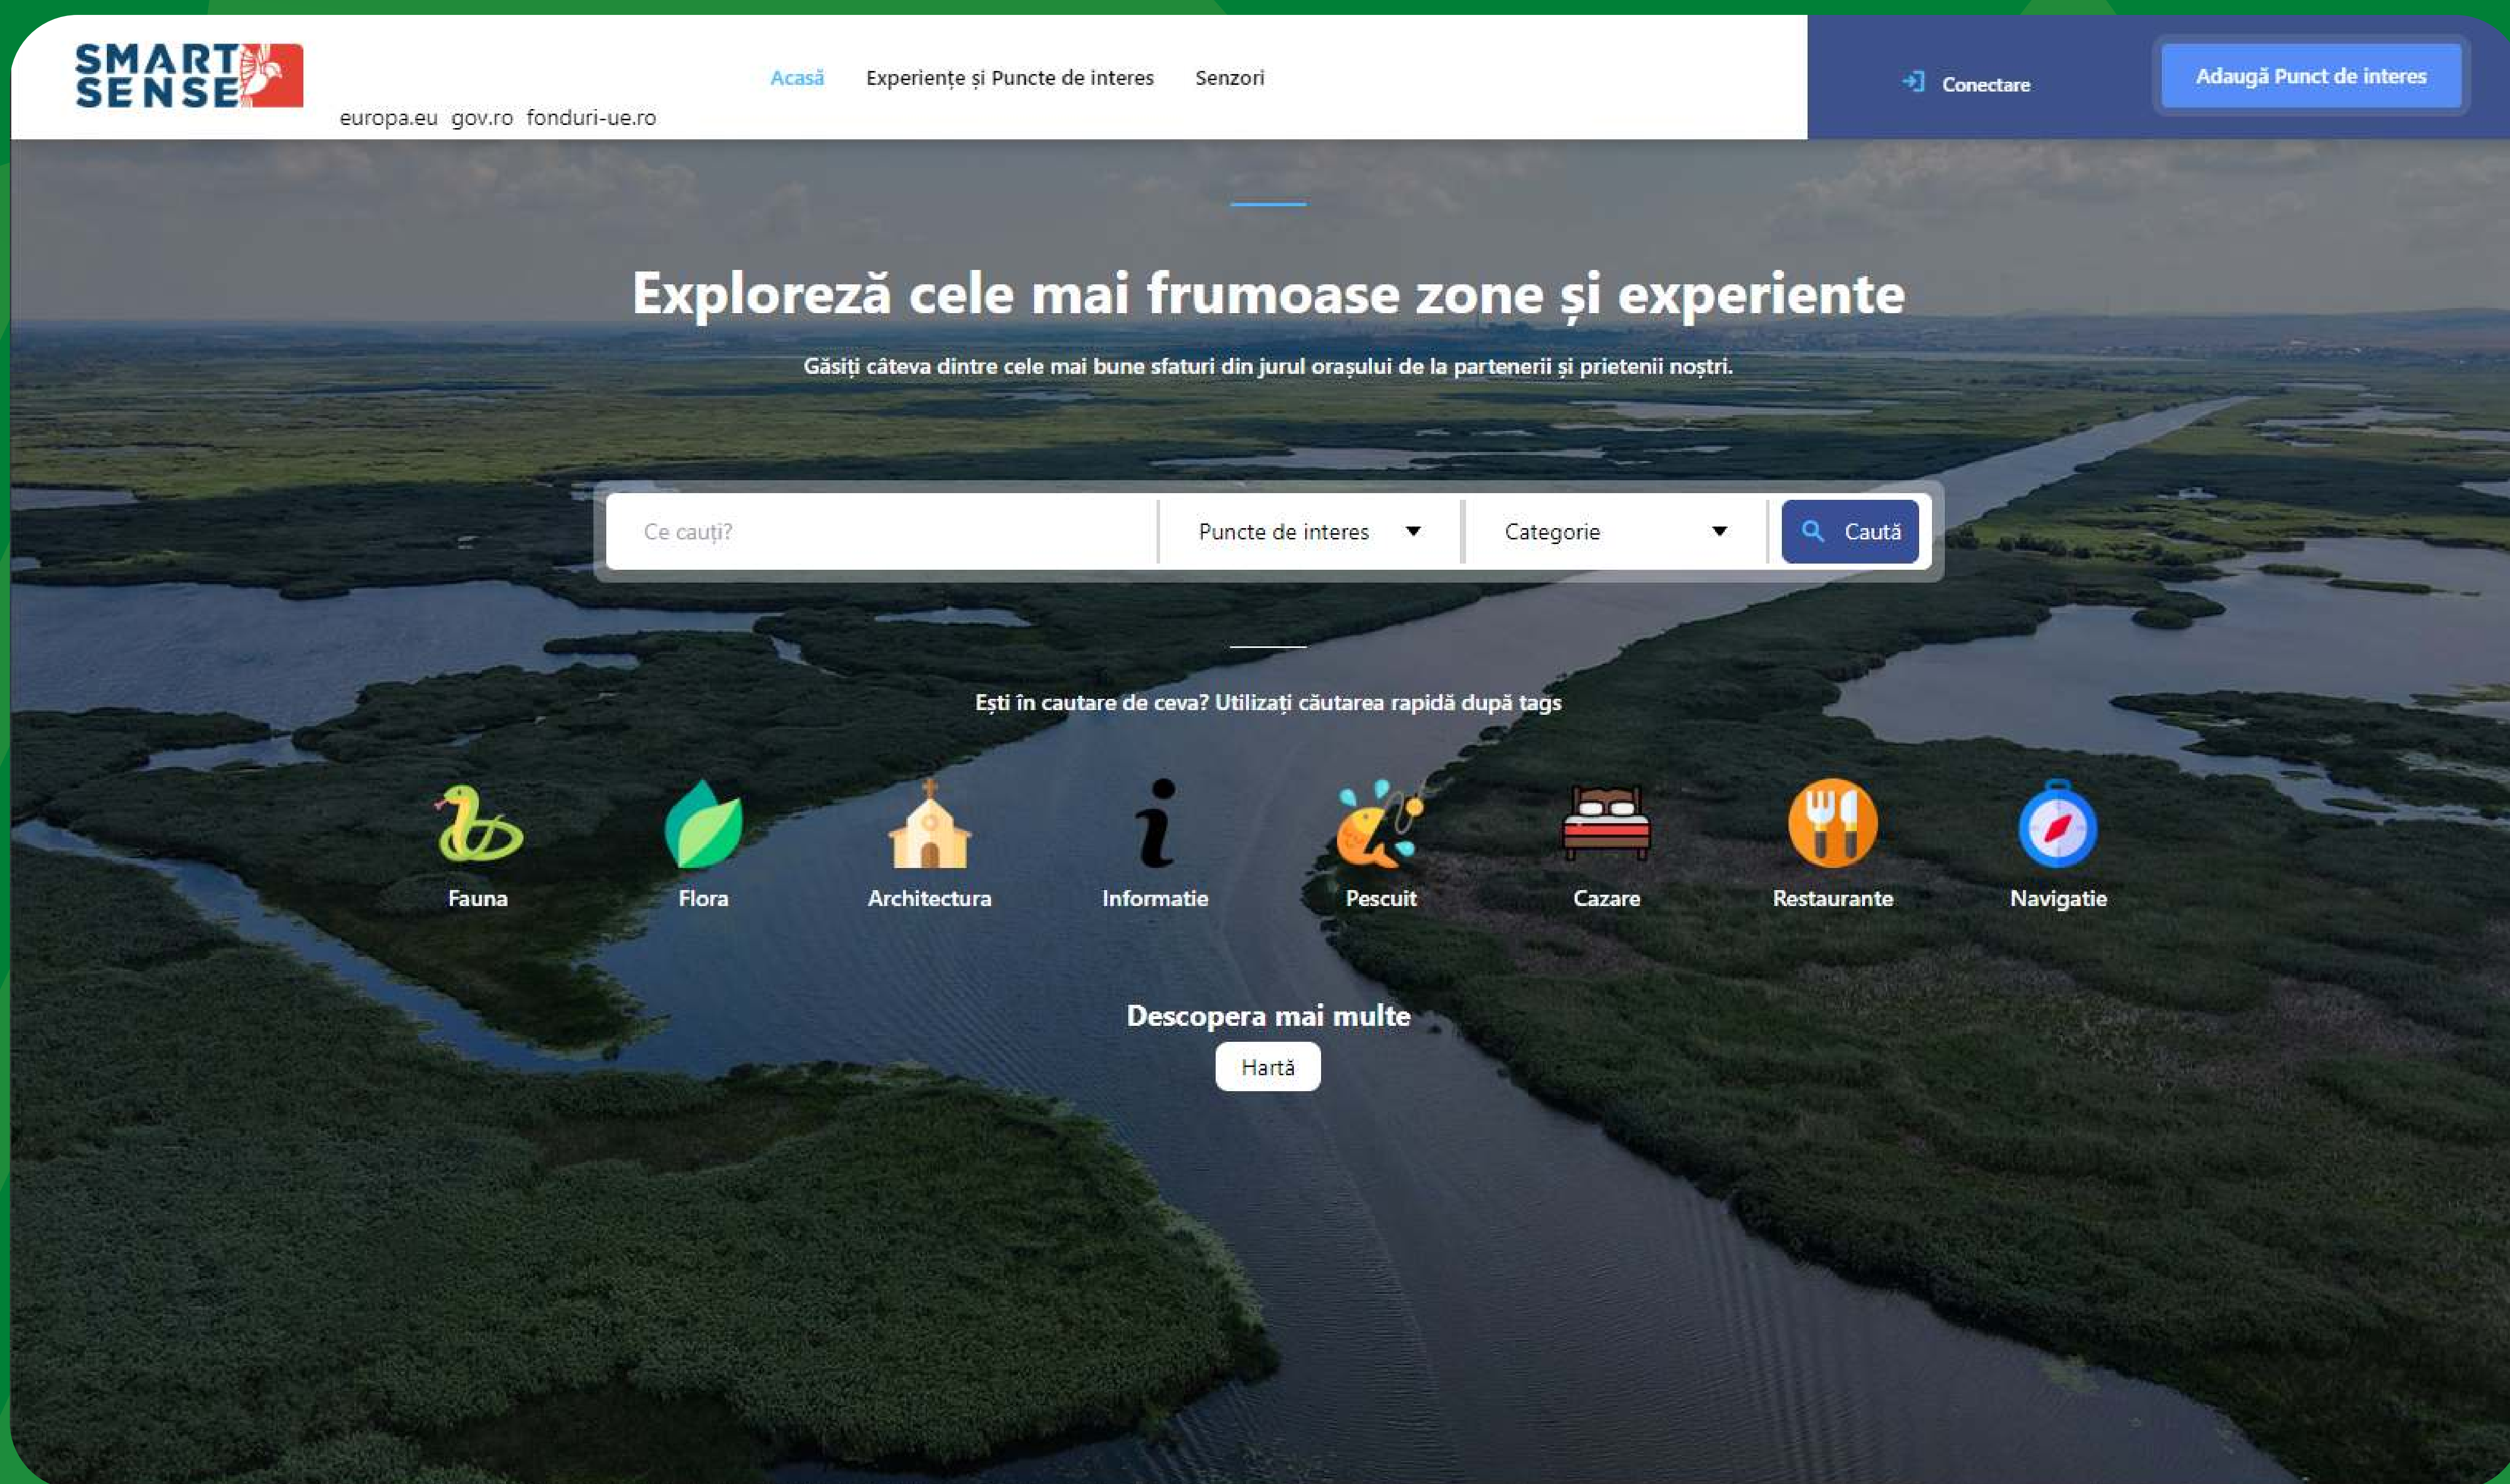 SMART
SENSE
europa.eu gov.ro fonduri-ue.ro
Acasă Experiențe și Puncte de interes Senzori
Conectare
Adaugă Punct de interes
Exploreză cele mai frumoase zone și experiente
Găsiți câteva dintre cele mai bune sfaturi din jurul orașului de la partenerii și prietenii noștri.
Ce cauți? Puncte de interes Categorie Caută
Ești în cautare de ceva? Utilizați căutarea rapidă după tags
Fauna Flora Architectura Informatie Pescuit Cazare Restaurante Navigatie
Descopera mai multe
Hartă